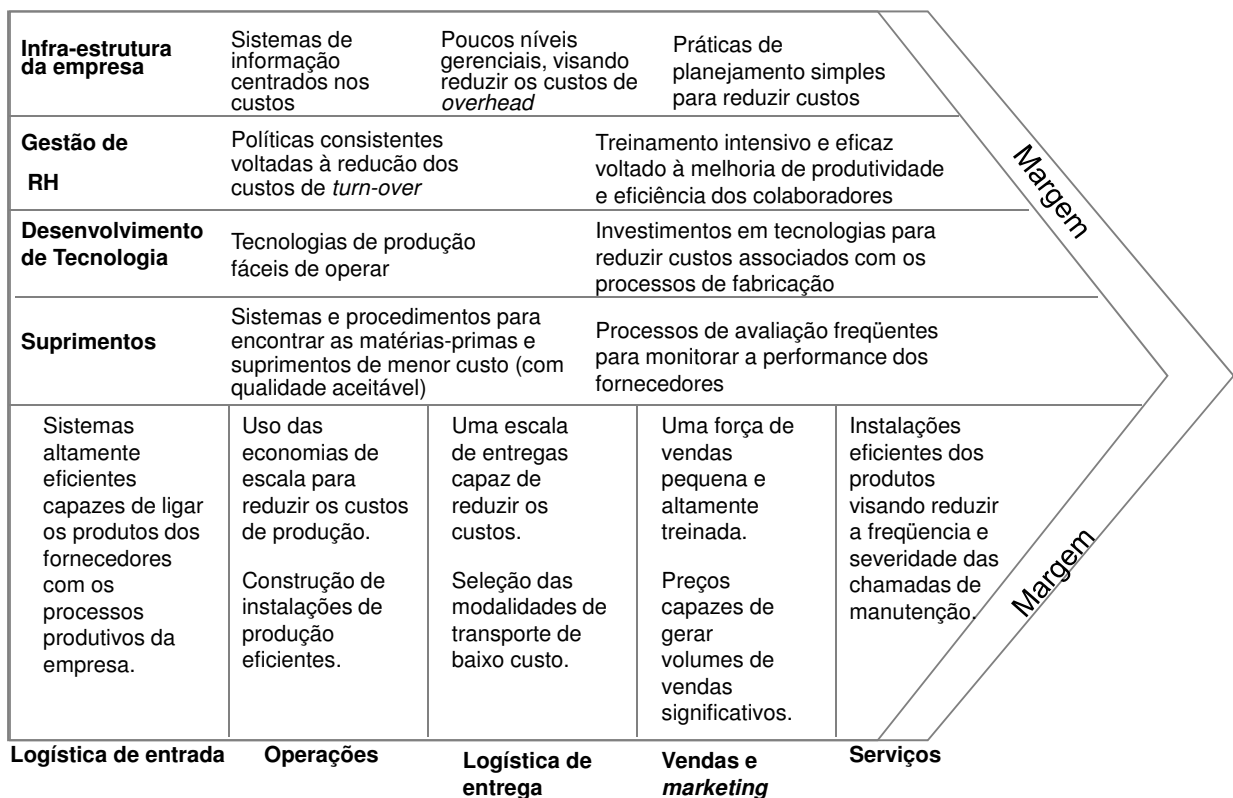 Infra-estrutura
da empresa
Sistemas de
informação
centrados nos
custos
Poucos níveis
gerenciais, visando
reduzir os custos de
overhead
Práticas de
planejamento simples
para reduzir custos
Gestão de
RH
Políticas consistentes
voltadas à reducão dos
custos de turn-over
Treinamento intensivo e eficaz
voltado à melhoria de produtividade
e eficiência dos colaboradores
Desenvolvimento
de Tecnologia
Tecnologias de produção
fáceis de operar
Investimentos em tecnologias para
reduzir custos associados com os
processos de fabricação
Suprimentos
Sistemas e procedimentos para
encontrar as matérias-primas e
suprimentos de menor custo (com
qualidade aceitável)
Processos de avaliação freqüentes
para monitorar a performance dos
fornecedores
Margem
Sistemas
altamente
eficientes
capazes de ligar
os produtos dos
fornecedores
com os
processos
produtivos da
empresa.
Uso das
economias de
escala para
reduzir os custos
de produção.
Construção de
instalações de
produção
eficientes.
Uma escala
de entregas
capaz de
reduzir os
custos.
Seleção das
modalidades de
transporte de
baixo custo.
Uma força de
vendas
pequena e
altamente
treinada.
Preços
capazes de
gerar
volumes de
vendas
significativos.
Instalações
eficientes dos
produtos
visando reduzir
a freqüencia e
severidade das
chamadas de
manutenção.
Margem
Logística de entrada
Operações
Logística de
entrega
Vendas e
marketing
Serviços